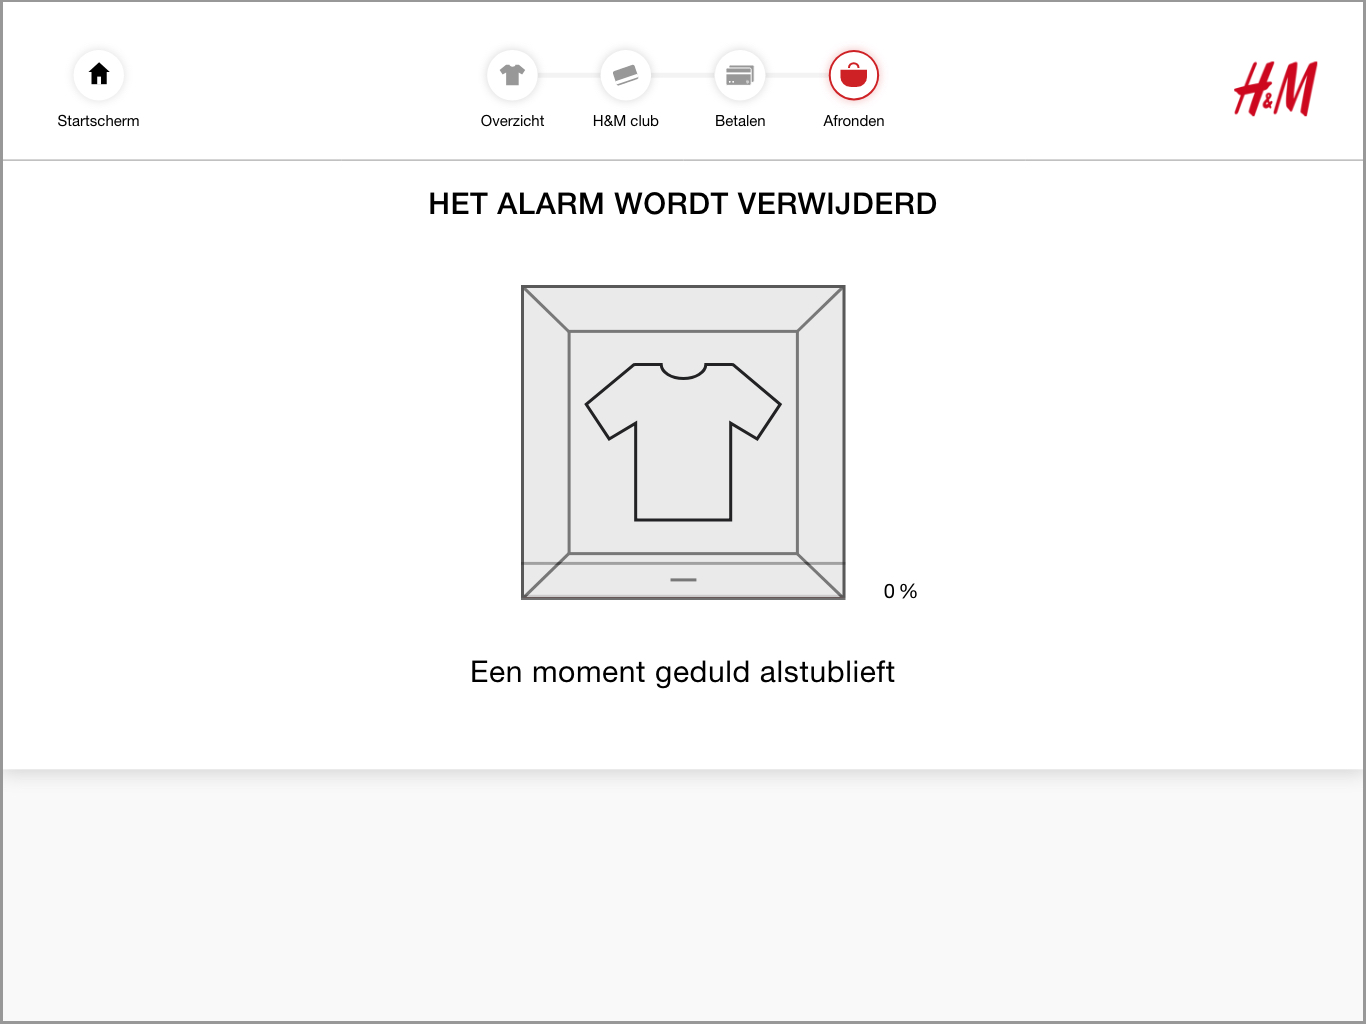 Startscherm
Overzicht
H&M club
Betalen
Afronden
H&M
HET ALARM WORDT VERWIJDERD
0 %
Een moment geduld alstublieft